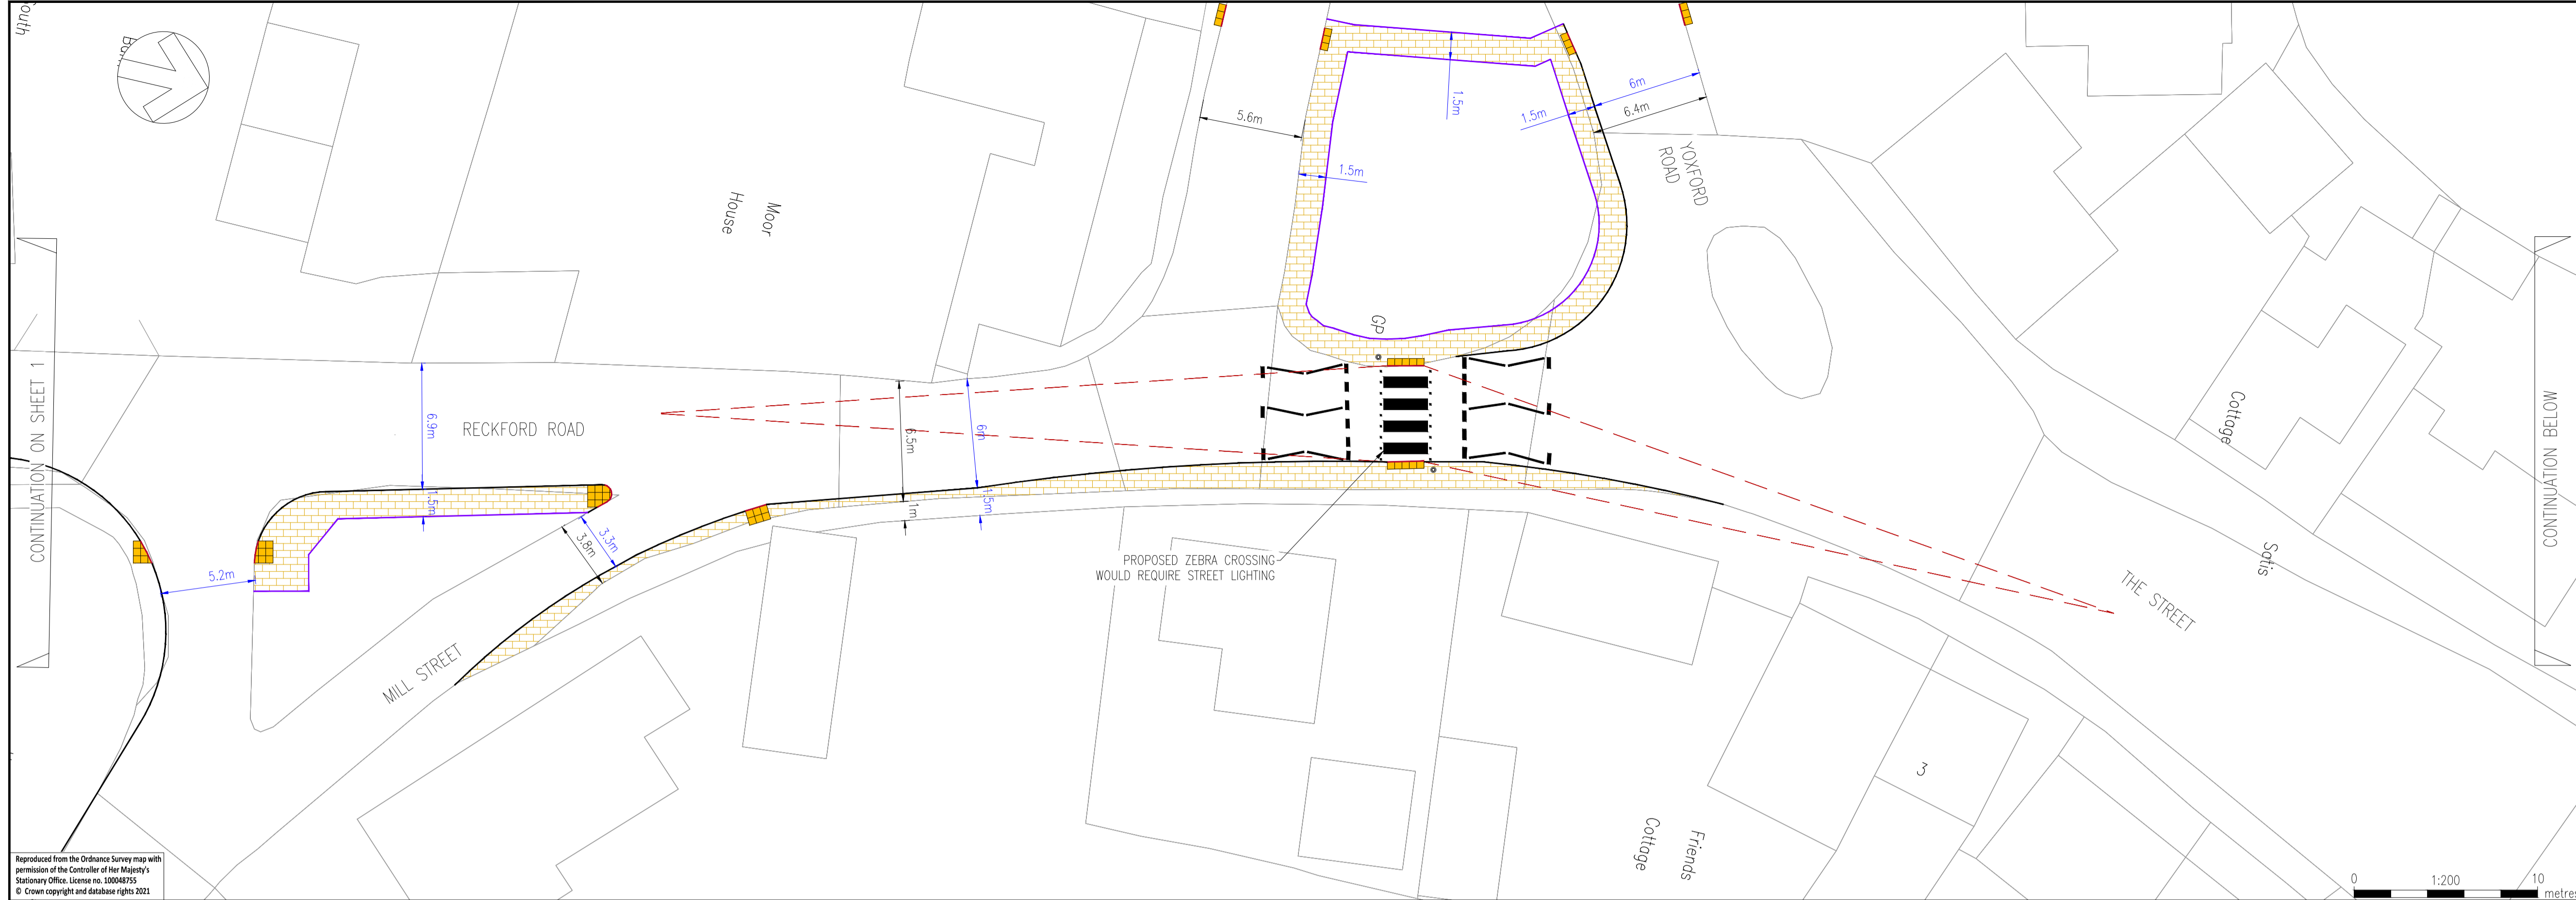 outh
CONTINUATION ON SHEET 1
Moor
House
RECKFORD ROAD
MILL STREET
6.9m
1.5m
5.2m
3.8m
3.3m
6.5m
1m
6m
1.5m
5.6m
1.5m
1.5m
1.5m
6m
6.4m
YOXFORD
ROAD
GP
PROPOSED ZEBRA CROSSING
WOULD REQUIRE STREET LIGHTING
THE STREET
Cottage
Satis
CONTINUATION BELOW
3
Friends
Cottage
Reproduced from the Ordnance Survey map with
permission of the Controller of Her Majesty's
Stationary Office. License no. 100048755
© Crown copyright and database rights 2021
0 1:200 10
metres